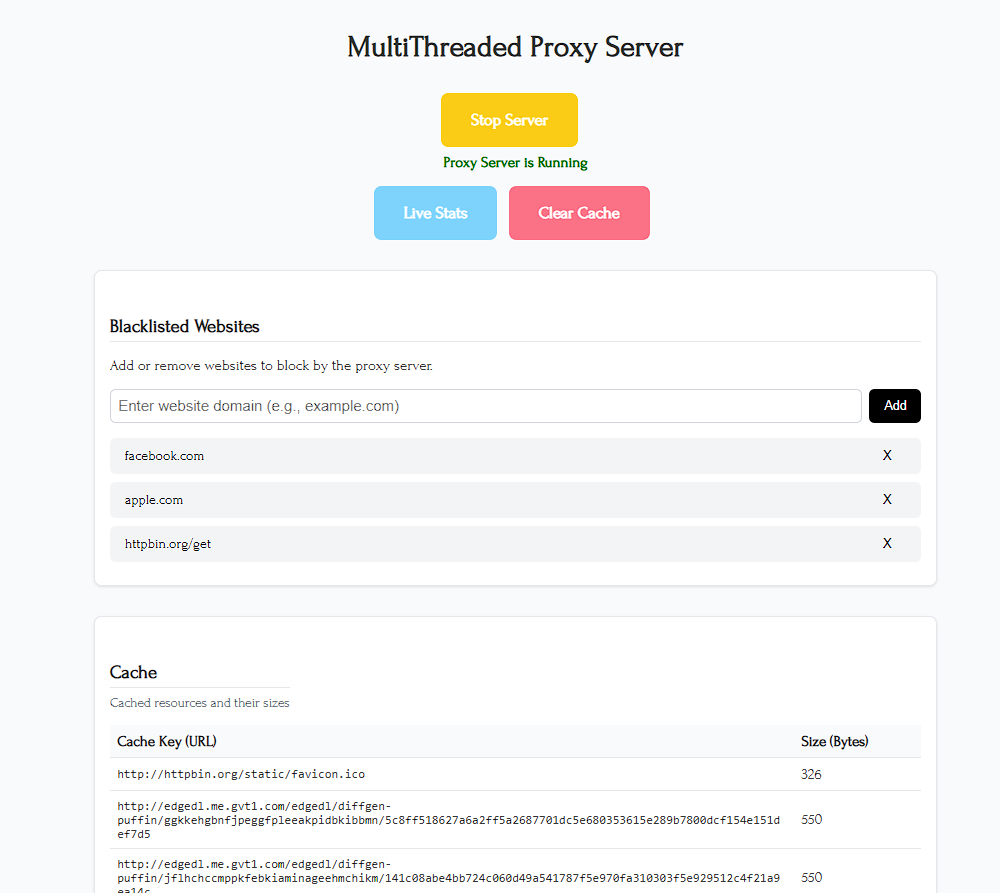 MultiThreaded Proxy Server
Stop Server
Proxy Server is Running
Live Stats
Clear Cache
Blacklisted Websites
Add or remove websites to block by the proxy server.
Enter website domain (e.g., example.com)
Add
facebook.com
X
apple.com
X
httpbin.org/get
X
Cache
Cached resources and their sizes
Cache Key (URL)
Size (Bytes)
http://httpbin.org/static/favicon.ico
326
http://edgedl.me.gvt1.com/edgedl/diffgen-
puffin/ggkkehgbnfjpeggfpleeakpidbkibbmn/5c8ff518627a6a2ff5a2687701dc5e680353615e289b7800dcf154e151d
ef7d5
550
http://edgedl.me.gvt1.com/edgedl/diffgen-
puffin/jflhchccmppkfebkiaminageehmchikm/141c08abe4bb724c060d49a541787f5e970fa310303f5e929512c4f21a9
550